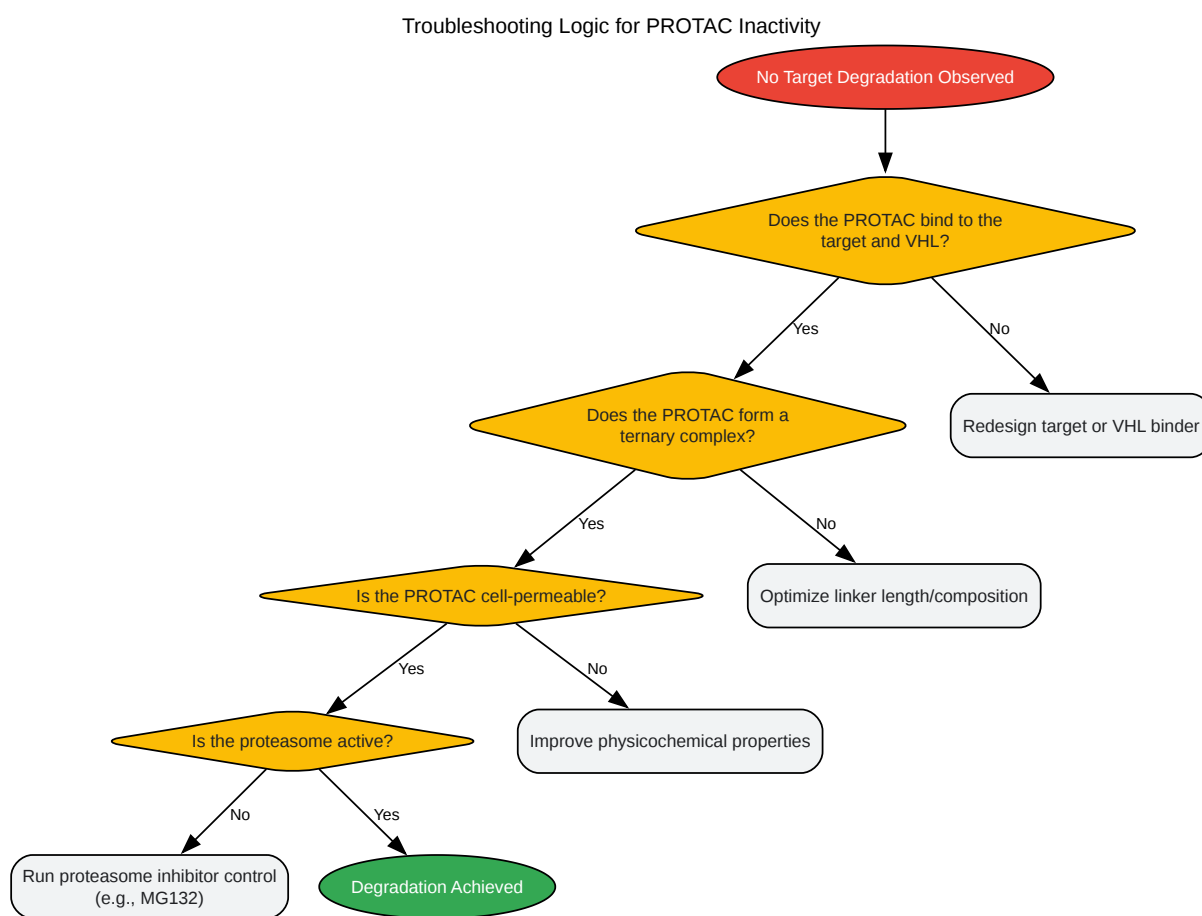 Troubleshooting Logic for PROTAC Inactivity
No Target Degradation Observed
Does the PROTAC bind to the
target and VHL?
Yes
No
Does the PROTAC form a
ternary complex?
Redesign target or VHL binder
Yes
No
Is the PROTAC cell-permeable?
Optimize linker length/composition
Yes
No
Is the proteasome active?
Improve physicochemical properties
No
Yes
Run proteasome inhibitor control
(e.g., MG132)
Degradation Achieved